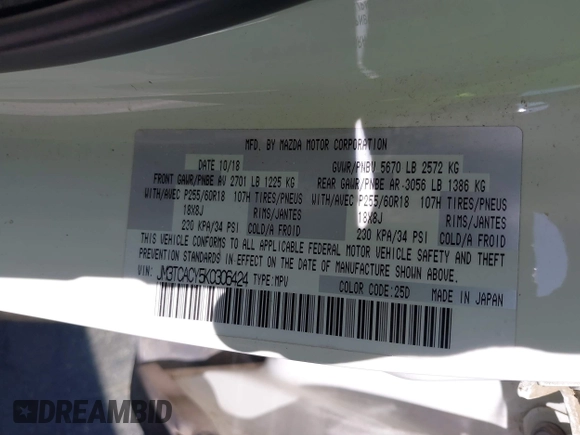 MFD. BY MAZDA MOTOR CORPORATION
DATE 10/18 GVWR/PNBV 5670 LB 2572 KG
FRONT GAWR/PNBE AV 2701 LB 1225 KG REAR GAWR/PNBE AR-3056 LB 1386 KG
WITH/AVEC P255/60R18 107H TIRES/PNEUS WITH/AVEC P255/60R18 107H TIRES/PNEUS
18X8J RIMS/JANTES 18X8J RIMS/JANTES
230 KPA/34 PSI COLD/A FROID 230 KPA/34 PSI COLD/A FROID
THIS VEHICLE CONFORMS TO ALL APPLICABLE FEDERAL MOTOR VEHICLE SAFETY AND THEFT
PREVENTION STANDARDS IN EFFECT ON THE DATE OF MANUFACTURE SHOWN ABOVE.
VIN: JM3TCACY5K0306424 TYPE:MPV COLOR CODE:25D MADE IN JAPAN
DREAMBID